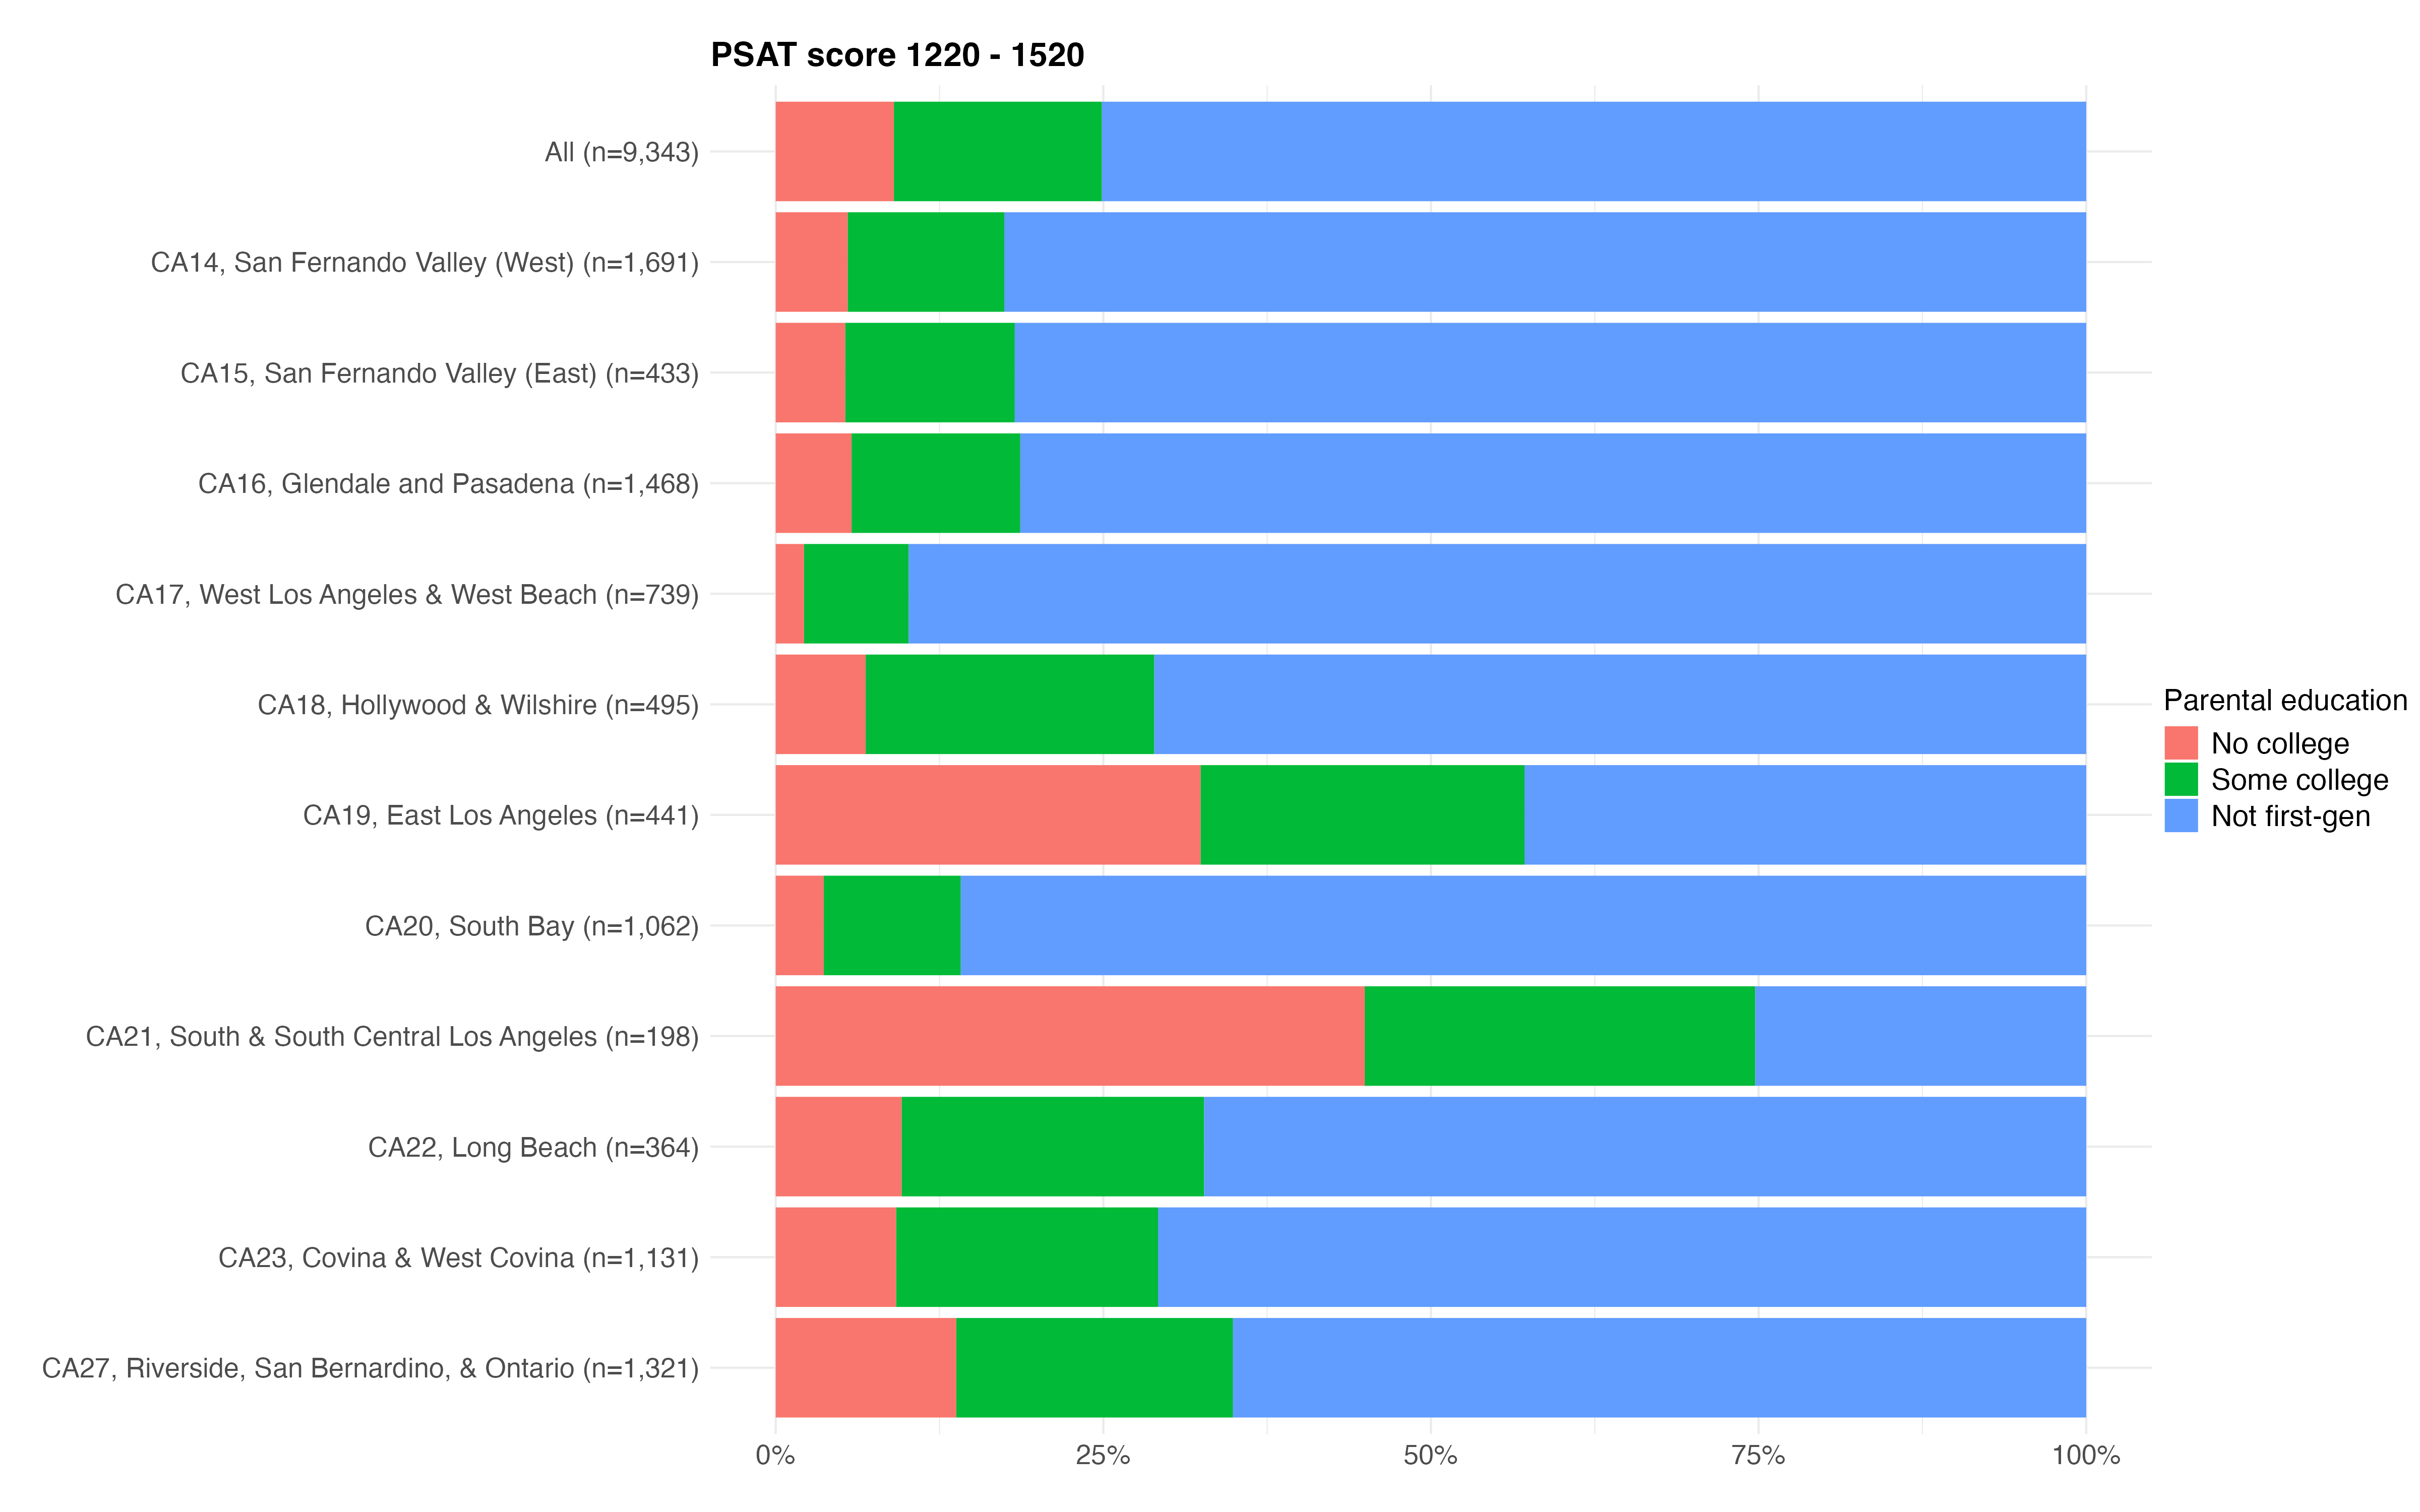 PSAT score 1220 - 1520
All (n=9,343)
CA14, San Fernando Valley (West) (n=1,691)
CA15, San Fernando Valley (East) (n=433)
CA16, Glendale and Pasadena (n=1,468)
CA17, West Los Angeles & West Beach (n=739)
CA18, Hollywood & Wilshire (n=495)
CA19, East Los Angeles (n=441)
CA20, South Bay (n=1,062)
CA21, South & South Central Los Angeles (n=198)
CA22, Long Beach (n=364)
CA23, Covina & West Covina (n=1,131)
CA27, Riverside, San Bernardino, & Ontario (n=1,321)
0% 25% 50% 75% 100%
Parental education
No college
Some college
Not first-gen